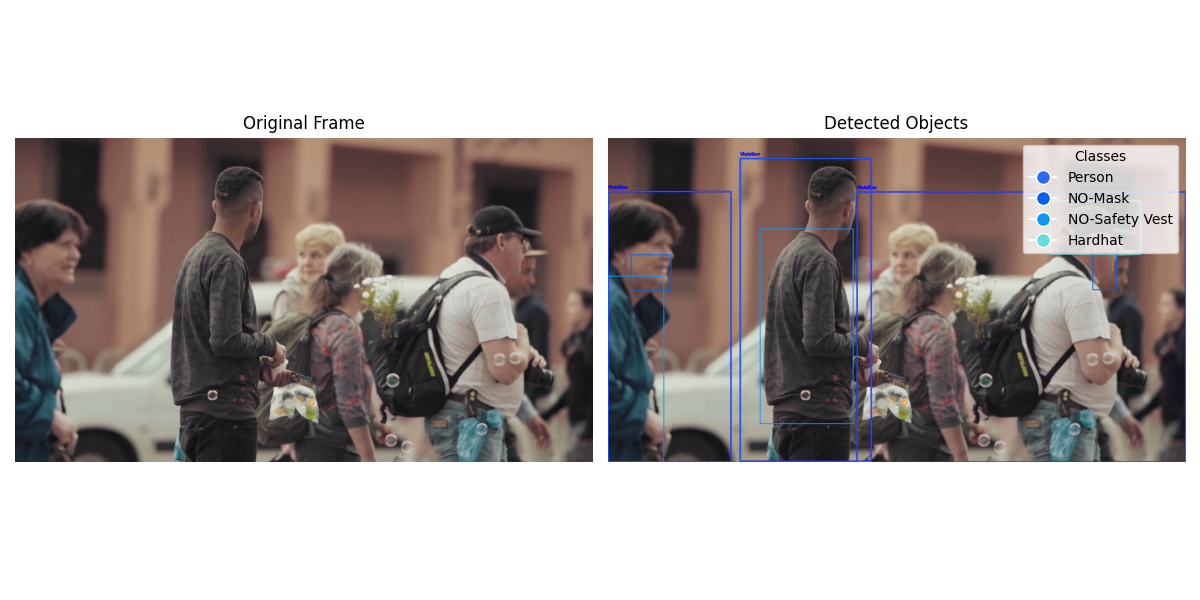 Original Frame
Detected Objects
Violation
Violation
Violation
Classes
Person
NO-Mask
NO-Safety Vest
Hardhat